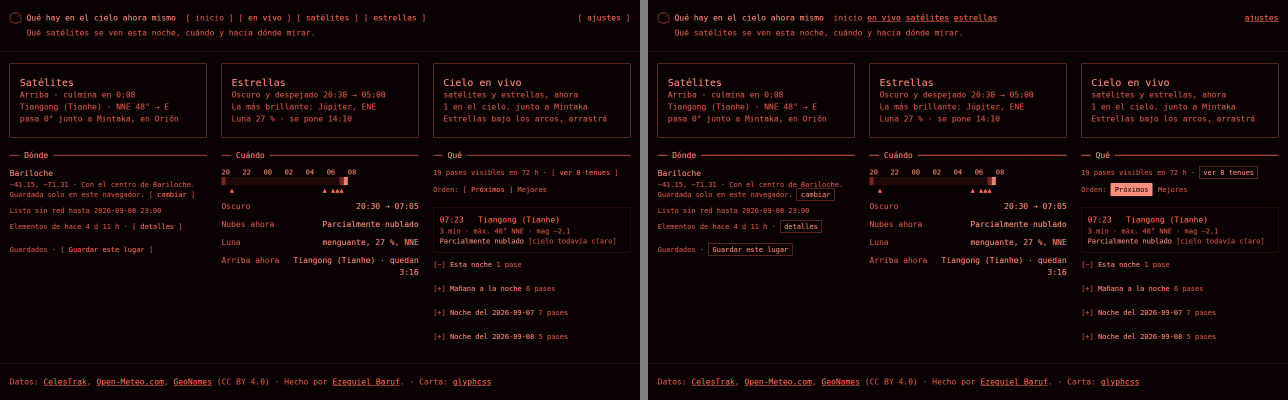 Qué hay en el cielo ahora mismo [ inicio ] [ en vivo ] [ satélites ] [ estrellas ] [ ajustes ]
Qué satélites se ven esta noche, cuándo y hacia dónde mirar.
Satélites
Arriba · culmina en 0:08
Tiangong (Tianhe) · NNE 48° → E
pasa 0° junto a Mintaka, en Orión
Estrellas
Oscuro y despejado 20:30 → 05:00
La más brillante: Júpiter, ENE
Luna 27 % · se pone 14:10
Cielo en vivo
satélites y estrellas, ahora
1 en el cielo, junto a Mintaka
Estrellas bajo los arcos, arrastrá
Dónde
Bariloche
−41.15, −71.31 · Con el centro de Bariloche.
Guardada solo en este navegador. [ cambiar ]
Listo sin red hasta 2026-09-08 23:00
Elementos de hace 4 d 11 h · [ detalles ]
Guardados · [ Guardar este lugar ]
Cuándo
20 22 00 02 04 06 08
Oscuro 20:30 → 07:05
Nubes ahora Parcialmente nublado
Luna menguante, 27 %, NNE
Arriba ahora Tiangong (Tianhe) · quedan
3:16
Qué
19 pases visibles en 72 h · [ ver 8 tenues ]
Orden: [ Próximos ] Mejores
07:23 Tiangong (Tianhe)
3 min · máx. 48° NNE · mag −2,1
Parcialmente nublado [cielo todavía claro]
[−] Esta noche 1 pase
[+] Mañana a la noche 6 pases
[+] Noche del 2026-09-07 7 pases
[+] Noche del 2026-09-08 5 pases
Datos: CelesTrak, Open-Meteo.com, GeoNames (CC BY 4.0) · Hecho por Ezequiel Baruf. · Carta: glyphcss
Qué hay en el cielo ahora mismo inicio en vivo satélites estrellas ajustes
Qué satélites se ven esta noche, cuándo y hacia dónde mirar.
Satélites
Arriba · culmina en 0:08
Tiangong (Tianhe) · NNE 48° → E
pasa 0° junto a Mintaka, en Orión
Estrellas
Oscuro y despejado 20:30 → 05:00
La más brillante: Júpiter, ENE
Luna 27 % · se pone 14:10
Cielo en vivo
satélites y estrellas, ahora
1 en el cielo, junto a Mintaka
Estrellas bajo los arcos, arrastrá
Dónde
Bariloche
−41.15, −71.31 · Con el centro de Bariloche.
Guardada solo en este navegador. cambiar
Listo sin red hasta 2026-09-08 23:00
Elementos de hace 4 d 11 h · detalles
Guardados · Guardar este lugar
Cuándo
20 22 00 02 04 06 08
Oscuro 20:30 → 07:05
Nubes ahora Parcialmente nublado
Luna menguante, 27 %, NNE
Arriba ahora Tiangong (Tianhe) · quedan
3:16
Qué
19 pases visibles en 72 h · ver 8 tenues
Orden: Próximos Mejores
07:23 Tiangong (Tianhe)
3 min · máx. 48° NNE · mag −2,1
Parcialmente nublado [cielo todavía claro]
[−] Esta noche 1 pase
[+] Mañana a la noche 6 pases
[+] Noche del 2026-09-07 7 pases
[+] Noche del 2026-09-08 5 pases
Datos: CelesTrak, Open-Meteo.com, GeoNames (CC BY 4.0) · Hecho por Ezequiel Baruf. · Carta: glyphcss